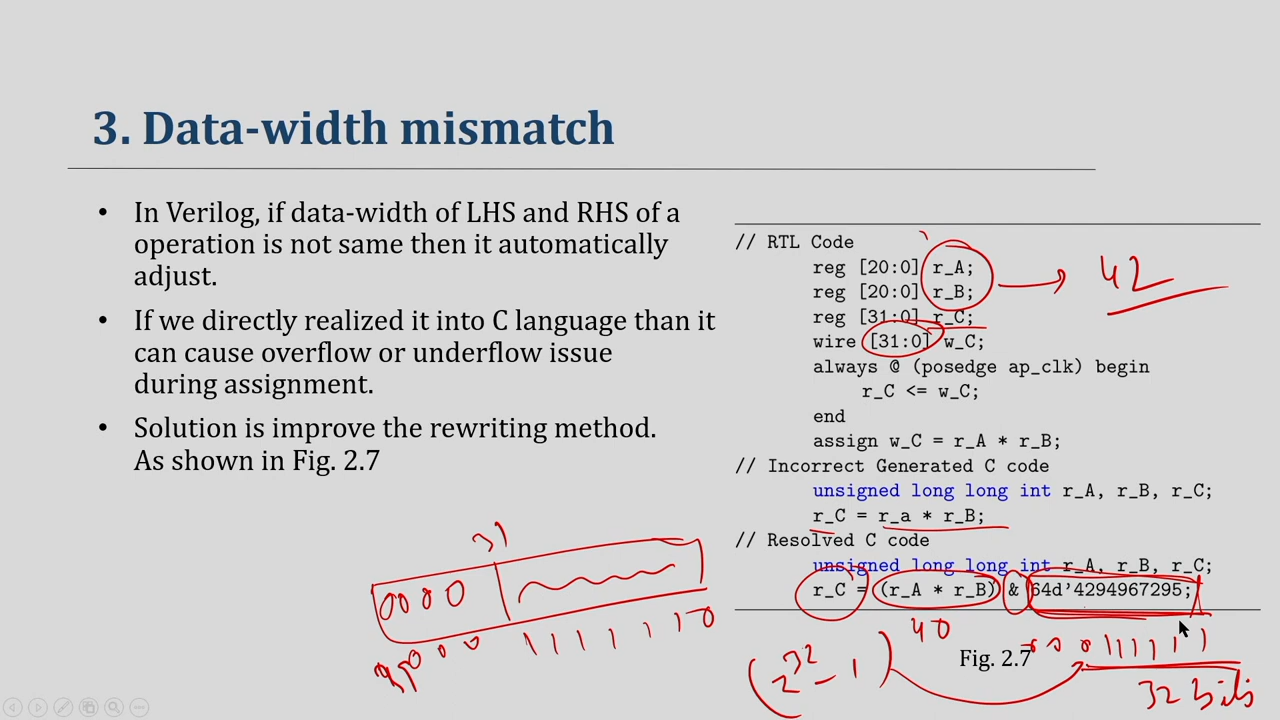 3. Data-width mismatch
• In Verilog, if data-width of LHS and RHS of a
operation is not same then it automatically
adjust.
• If we directly realized it into C language than it
can cause overflow or underflow issue
during assignment.
• Solution is improve the rewriting method.
As shown in Fig. 2.7
// RTL Code
reg [20:0] r_A;
reg [20:0] r_B;
reg [31:0] r_C;
wire [31:0] w_C;
always @ (posedge ap_clk) begin
r_C <= w_C;
end
assign w_C = r_A * r_B;
// Incorrect Generated C code
unsigned long long int r_A, r_B, r_C;
r_C = r_a * r_B;
// Resolved C code
unsigned long long int r_A, r_B, r_C;
r_C = (r_A * r_B) & 64d'4294967295;
Fig. 2.7
42
31
0000
40
(2^32 - 1)
32 bits